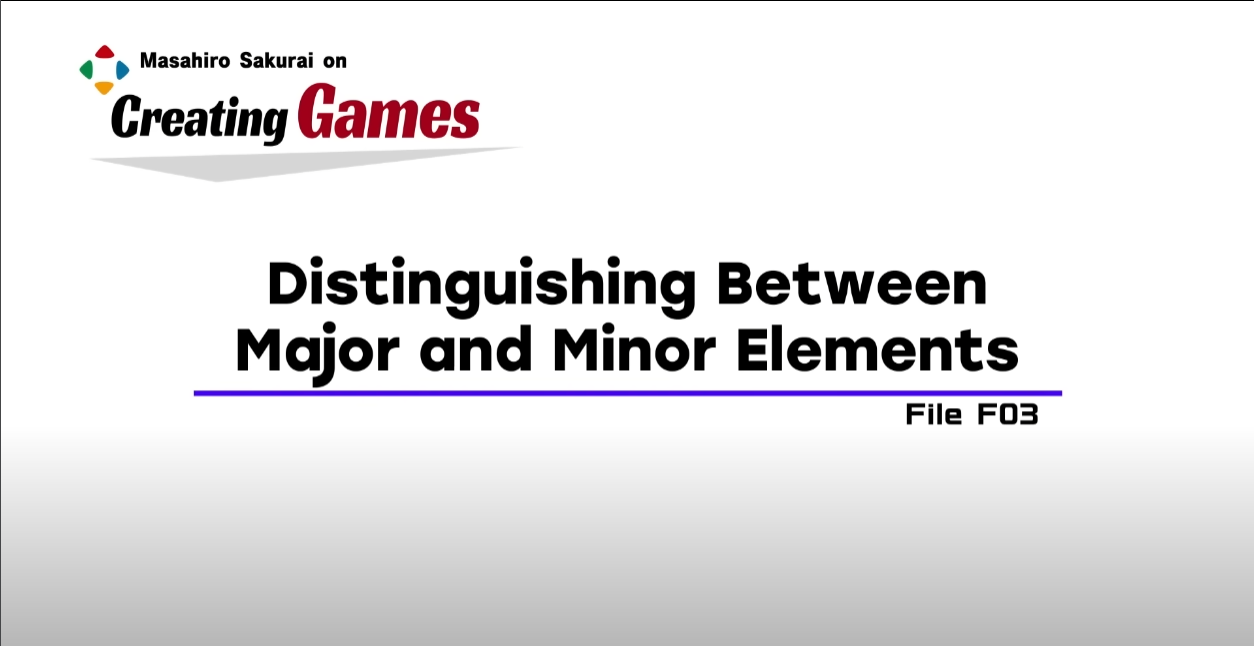 Masahiro Sakurai on
Creating Games
Distinguishing Between
Major and Minor Elements
File F03